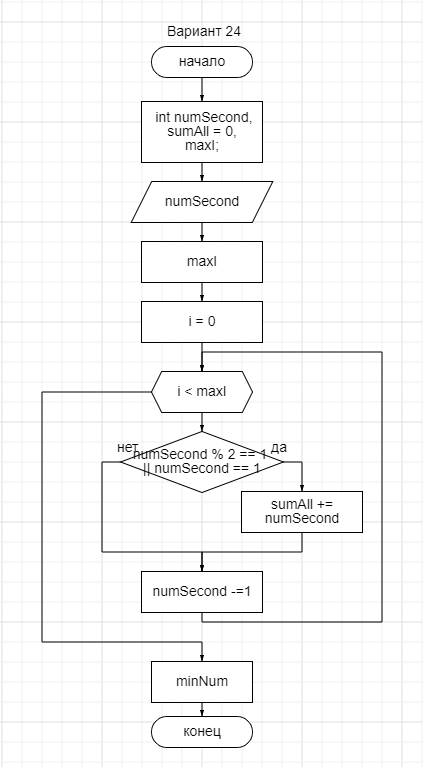 Вариант 24
начало
int numSecond,
sumAll = 0,
maxI;
numSecond
maxI
i = 0
i < maxI
нет
да
numSecond % 2 == 1
|| numSecond == 1
sumAll +=
numSecond
numSecond -=1
minNum
конец